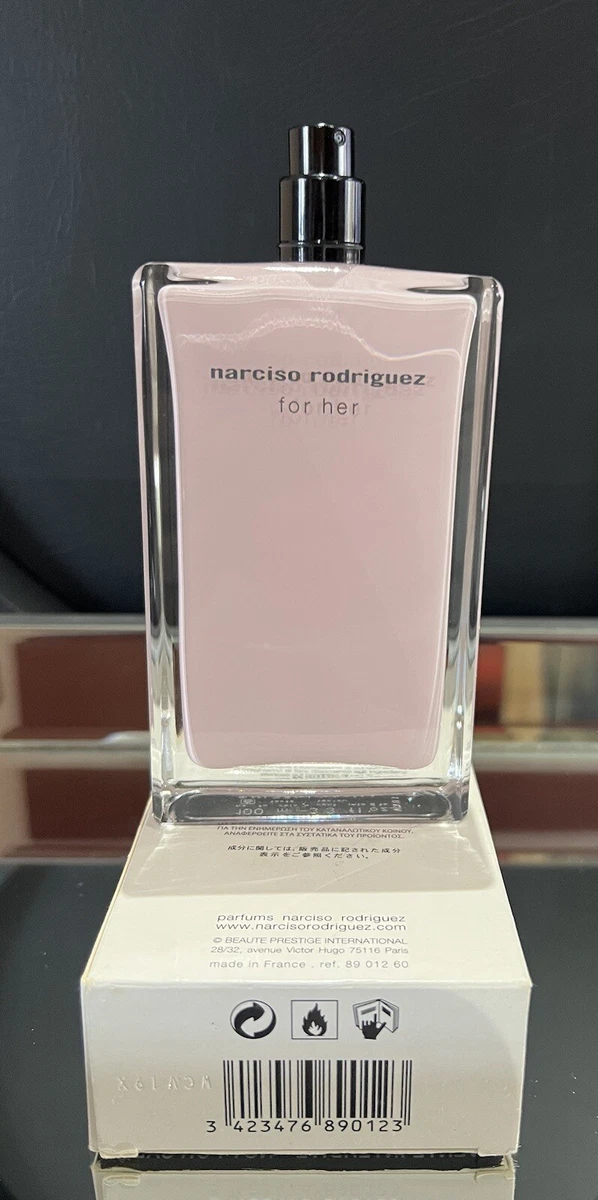 narciso rodriguez
for her
ΓΙΑ ΤΗΝ ΕΝΗΜΕΡΩΣΗ ΤΟΥ ΚΑΤΑΝΑΛΩΤΙΚΟΥ ΚΟΙΝΟΥ,
ΑΝΑΦΕΡΘΕΙΤΕ ΣΤΑ ΣΥΣΤΑΤΙΚΑ ΤΟΥ ΠΡΟΪΟΝΤΟΣ.
成分に関しては、販売品に記された成分
表示をご参照ください。
parfums narciso rodriguez
www.narcisorodriguez.com
© BEAUTE PRESTIGE INTERNATIONAL
28/32, avenue Victor Hugo 75116 Paris
made in France . ref. 89 012 60
3 423476 890123